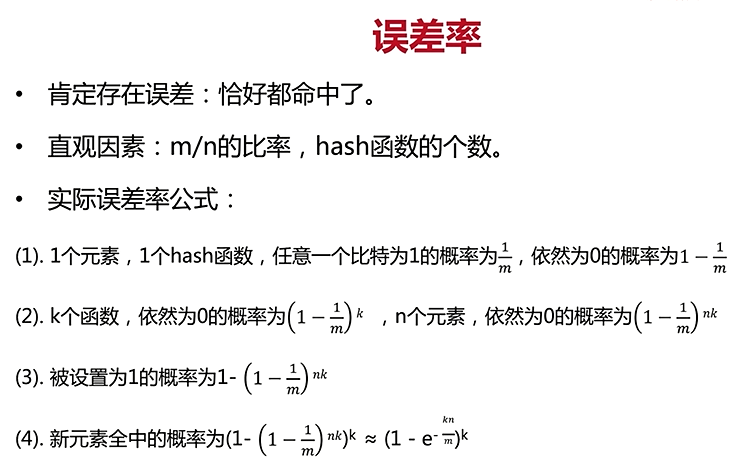 误差率
• 肯定存在误差：恰好都命中了。
• 直观因素：m/n的比率，hash函数的个数。
• 实际误差率公式：
(1). 1个元素，1个hash函数，任意一个比特为1的概率为$\frac{1}{m}$，依然为0的概率为$1-\frac{1}{m}$
(2). k个函数，依然为0的概率为$\left(1-\frac{1}{m}\right)^{k}$ ，n个元素，依然为0的概率为$\left(1-\frac{1}{m}\right)^{nk}$
(3). 被设置为1的概率为1- $\left(1-\frac{1}{m}\right)^{nk}$
(4). 新元素全中的概率为(1- $\left(1-\frac{1}{m}\right)^{nk}$)$^{k}$ ≈ (1 - e$^{-\frac{kn}{m}}$)$^{k}$